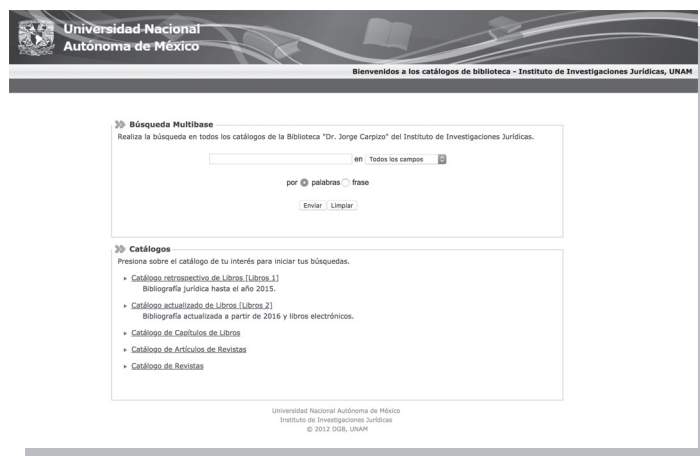 Universidad Nacional
Autónoma de México
Bienvenidos a los catálogos de biblioteca - Instituto de Investigaciones Jurídicas, UNAM
Búsqueda Multibase
Realiza la búsqueda en todos los catálogos de la Biblioteca "Dr. Jorge Carpizo" del Instituto de Investigaciones Jurídicas.
en Todos los campos
por palabras frase
Enviar Limpiar
Catálogos
Presiona sobre el catálogo de tu interés para iniciar tus búsquedas.
Catálogo retrospectivo de Libros [Libros 1]
Bibliografía jurídica hasta el año 2015.
Catálogo actualizado de Libros [Libros 2]
Bibliografía actualizada a partir de 2016 y libros electrónicos.
Catálogo de Capítulos de Libros
Catálogo de Artículos de Revistas
Catálogo de Revistas
Universidad Nacional Autónoma de México
Instituto de Investigaciones Jurídicas
© 2012 DGB, UNAM